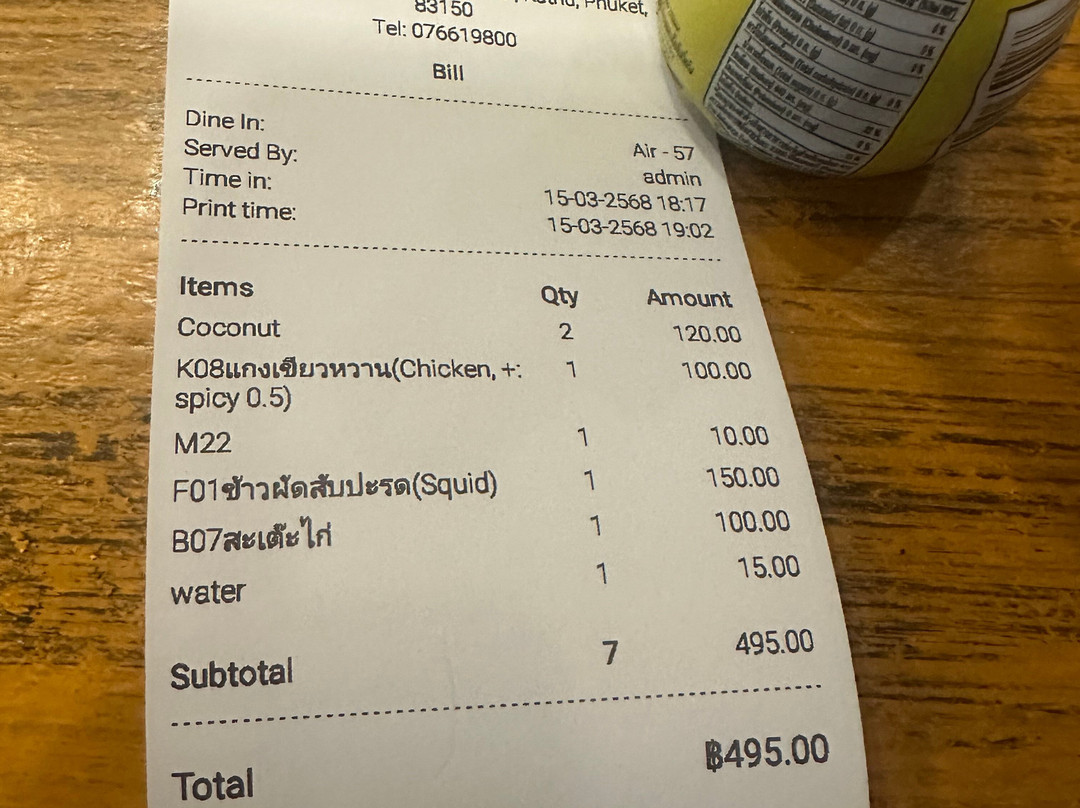 Phuket,
83150
Tel: 076619800
Bill
Dine In: Air - 57
Served By: admin
Time in: 15-03-2568 18:17
Print time: 15-03-2568 19:02
Items Qty Amount
Coconut 2 120.00
K08แกงเขียวหวาน(Chicken, +: 1 100.00
spicy 0.5)
M22 1 10.00
F01ข้าวผัดสับปะรด(Squid) 1 150.00
B07สะเต๊ะไก่ 1 100.00
water 1 15.00
Subtotal 7 495.00
Total ฿495.00